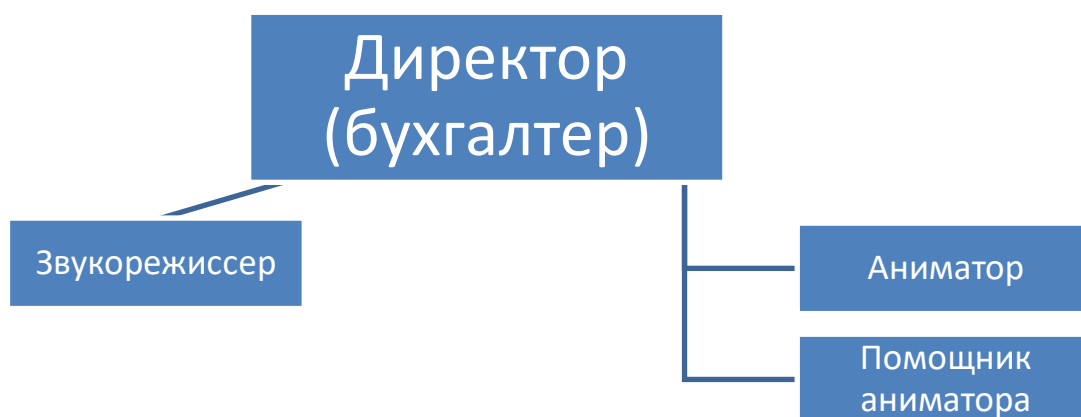 Директор
(бухгалтер)
Звукорежиссер
Аниматор
Помощник
аниматора